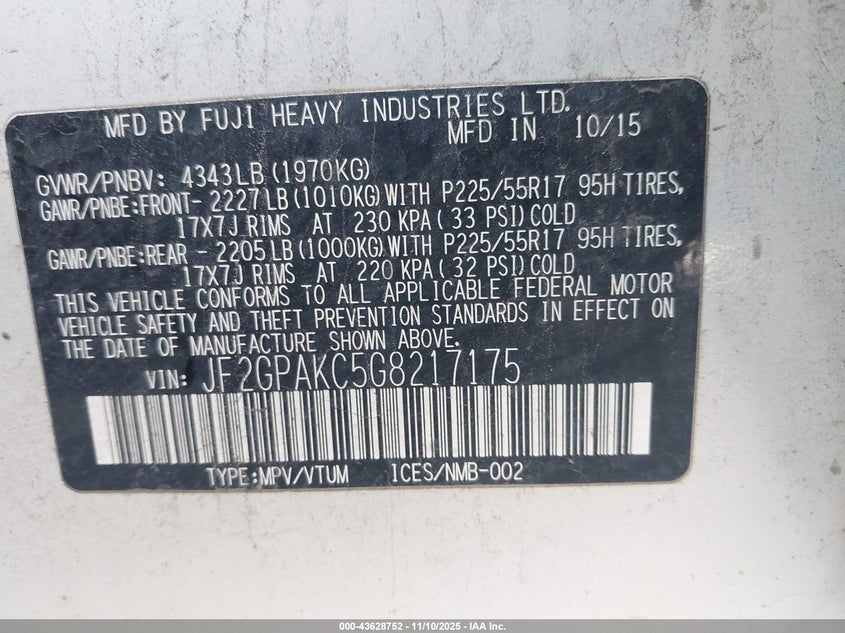 MFD BY FUJI HEAVY INDUSTRIES LTD.
MFD IN 10/15
GVWR/PNBV: 4343LB (1970KG)
GAWR/PNBE:FRONT- 2227LB(1010KG)WITH P225/55R17 95H TIRES,
17X7J RIMS AT 230 KPA( 33 PSI)COLD
GAWR/PNBE:REAR - 2205LB(1000KG)WITH P225/55R17 95H TIRES,
17X7J RIMS AT 220 KPA( 32 PSI)COLD
THIS VEHICLE CONFORMS TO ALL APPLICABLE FEDERAL MOTOR
VEHICLE SAFETY AND THEFT PREVENTION STANDARDS IN EFFECT ON
THE DATE OF MANUFACTURE SHOWN ABOVE.
VIN: JF2GPAKC5G8217175
TYPE:MPV/VTUM ICES/NMB-002
000-43628752 - 11/10/2025 - IAA Inc.